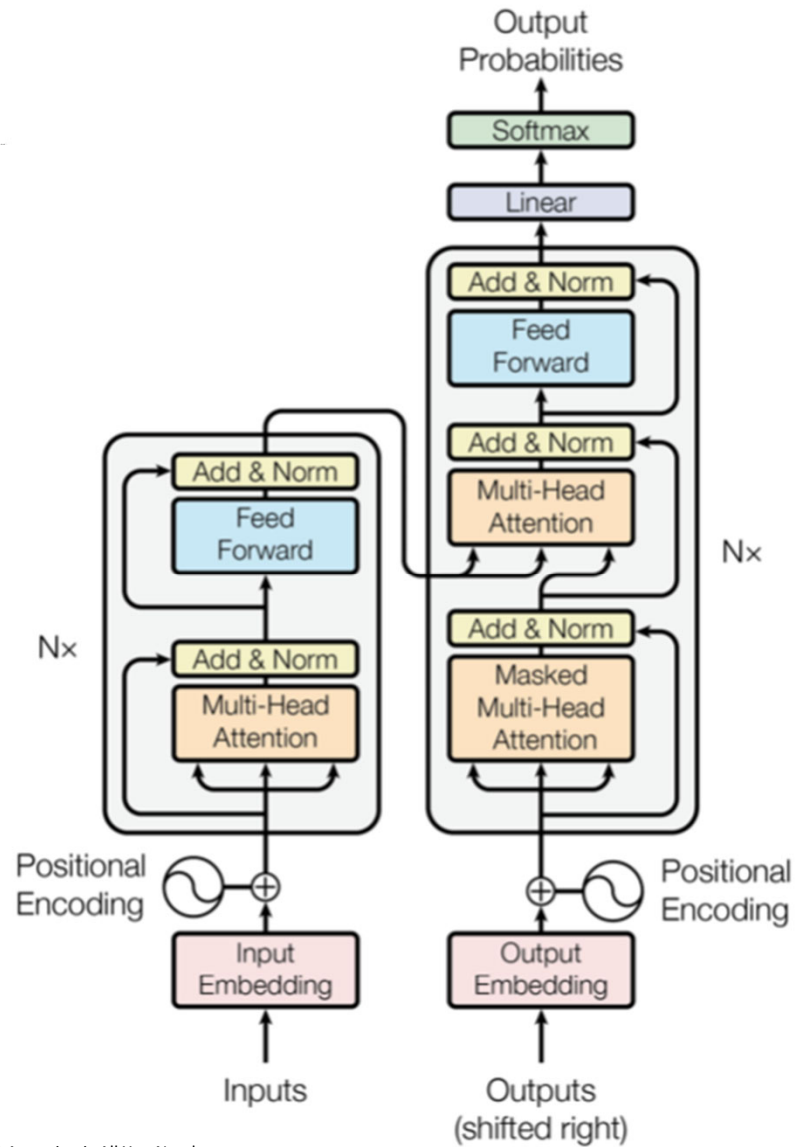 Output
Probabilities
Softmax
Linear
Add & Norm
Feed
Forward
Add & Norm
Multi-Head
Attention
Add & Norm
Masked
Multi-Head
Attention
Nx
Add & Norm
Feed
Forward
Add & Norm
Multi-Head
Attention
Nx
Positional
Encoding
Positional
Encoding
Input
Embedding
Output
Embedding
Inputs
Outputs
(shifted right)